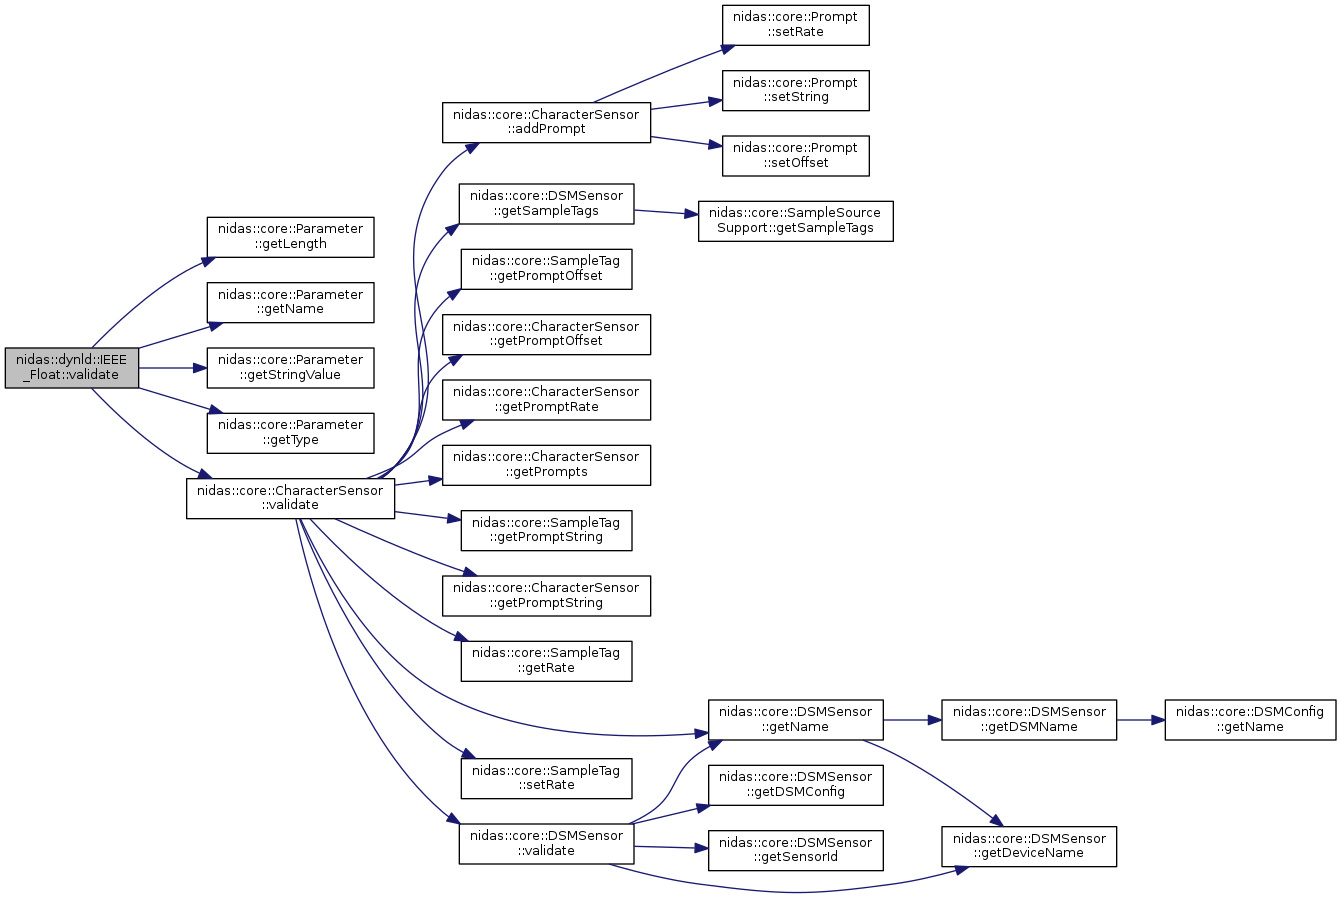 nidas::core::Prompt
::setRate
nidas::core::Prompt
::setString
nidas::core::CharacterSensor
::addPrompt
nidas::core::Prompt
::setOffset
nidas::core::DSMSensor
::getSampleTags
nidas::core::SampleSource
Support::getSampleTags
nidas::core::Parameter
::getLength
nidas::core::SampleTag
::getPromptOffset
nidas::core::Parameter
::getName
nidas::core::CharacterSensor
::getPromptOffset
nidas::dynld::IEEE
_Float::validate
nidas::core::Parameter
::getStringValue
nidas::core::CharacterSensor
::getPromptRate
nidas::core::Parameter
::getType
nidas::core::CharacterSensor
::getPrompts
nidas::core::CharacterSensor
::validate
nidas::core::SampleTag
::getPromptString
nidas::core::CharacterSensor
::getPromptString
nidas::core::SampleTag
::getRate
nidas::core::DSMSensor
::getName
nidas::core::DSMSensor
::getDSMName
nidas::core::DSMConfig
::getName
nidas::core::SampleTag
::setRate
nidas::core::DSMSensor
::getDSMConfig
nidas::core::DSMSensor
::validate
nidas::core::DSMSensor
::getSensorId
nidas::core::DSMSensor
::getDeviceName